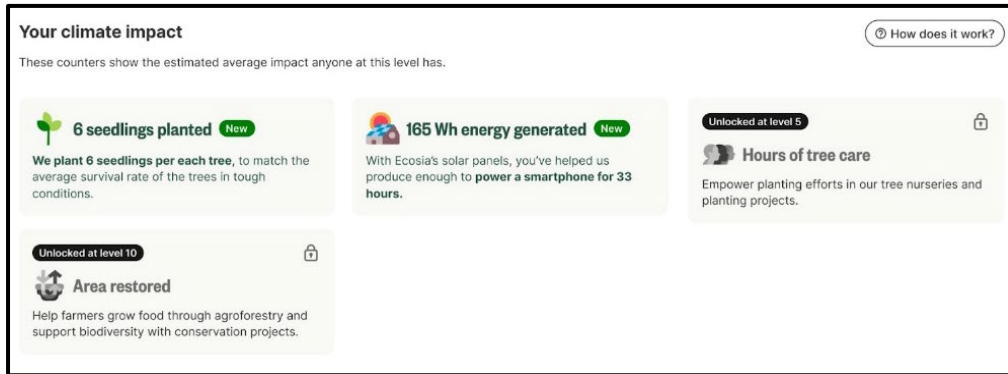 Your climate impact
How does it work?
These counters show the estimated average impact anyone at this level has.
6 seedlings planted New
We plant 6 seedlings per each tree, to match the
average survival rate of the trees in tough
conditions.
165 Wh energy generated New
With Ecosia's solar panels, you've helped us
produce enough to power a smartphone for 33
hours.
Unlocked at level 5
Hours of tree care
Empower planting efforts in our tree nurseries and
planting projects.
Unlocked at level 10
Area restored
Help farmers grow food through agroforestry and
support biodiversity with conservation projects.